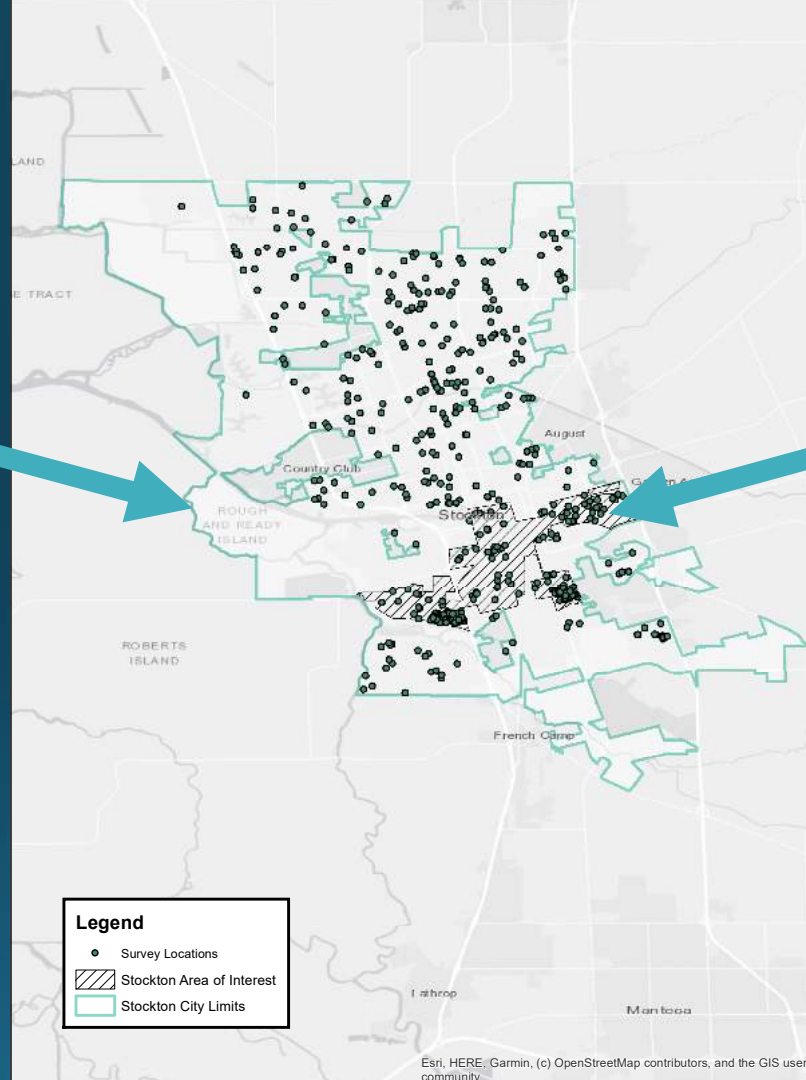 LAND
E TRACT
August
Country Club
ROUGH
AND READY
ISLAND
Stockton
ROBERTS
ISLAND
French Camp
Legend
Survey Locations
Stockton Area of Interest
Stockton City Limits
Lathrop
Manteca
Esri, HERE, Garmin, (c) OpenStreetMap contributors, and the GIS user
community